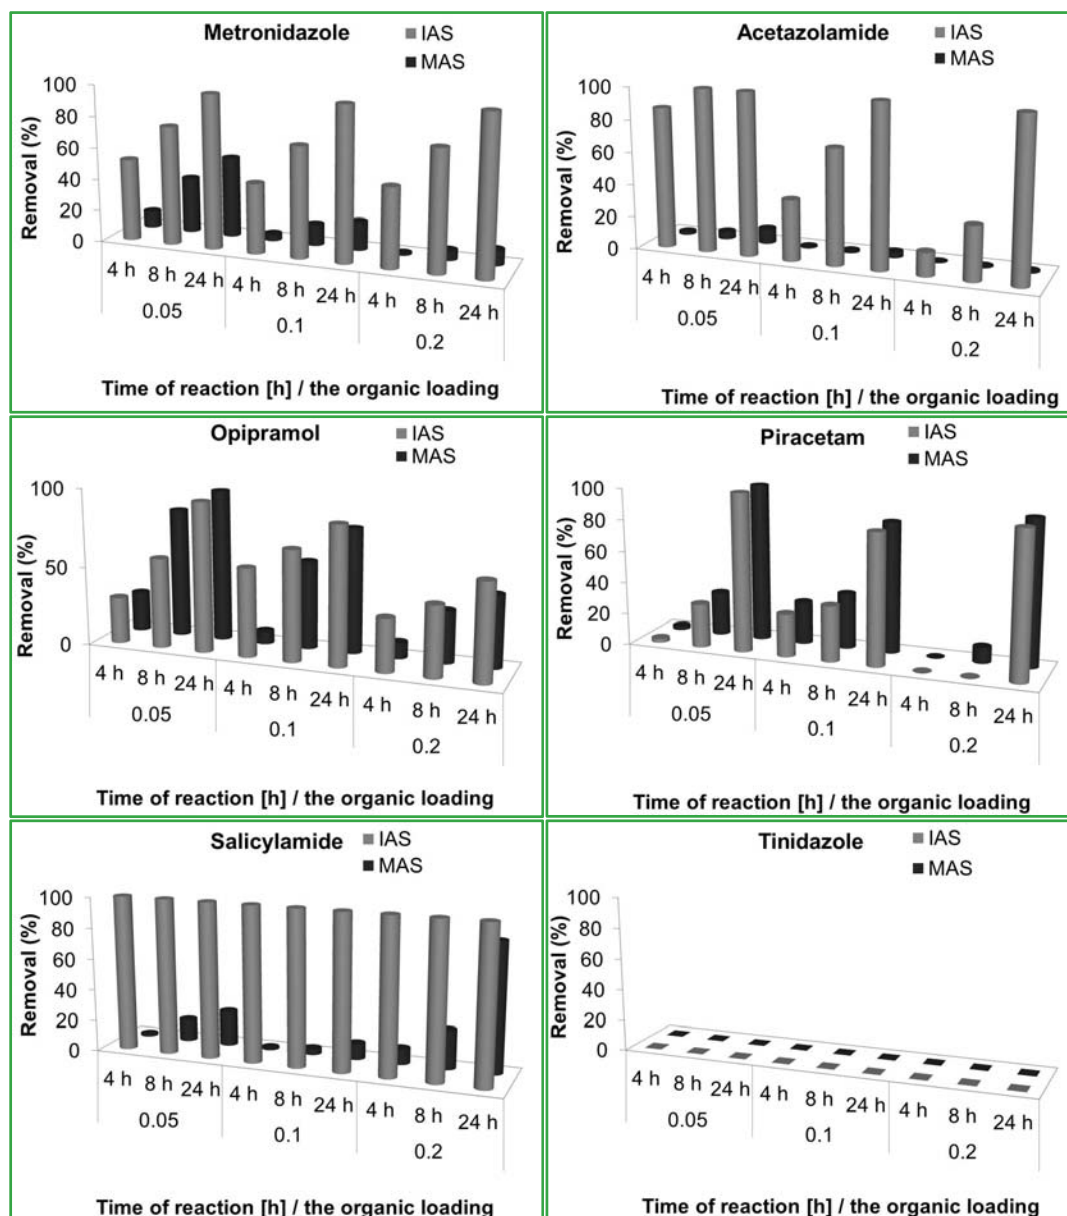 Metronidazole
IAS
MAS
Removal (%)
100
80
60
40
20
0
4 h 8 h 24 h 4 h 8 h 24 h 4 h 8 h 24 h
0.05 0.1 0.2
Time of reaction [h] / the organic loading
Acetazolamide
IAS
MAS
Removal (%)
100
80
60
40
20
0
4 h 8 h 24 h 4 h 8 h 24 h 4 h 8 h 24 h
0.05 0.1 0.2
Time of reaction [h] / the organic loading
Opipramol
IAS
MAS
Removal (%)
100
50
0
4 h 8 h 24 h 4 h 8 h 24 h 4 h 8 h 24 h
0.05 0.1 0.2
Time of reaction [h] / the organic loading
Piracetam
IAS
MAS
Removal (%)
100
80
60
40
20
0
4 h 8 h 24 h 4 h 8 h 24 h 4 h 8 h 24 h
0.05 0.1 0.2
Time of reaction [h] / the organic loading
Salicylamide
IAS
MAS
Removal (%)
100
80
60
40
20
0
4 h 8 h 24 h 4 h 8 h 24 h 4 h 8 h 24 h
0.05 0.1 0.2
Time of reaction [h] / the organic loading
Tinidazole
IAS
MAS
Removal (%)
100
80
60
40
20
0
4 h 8 h 24 h 4 h 8 h 24 h 4 h 8 h 24 h
0.05 0.1 0.2
Time of reaction [h] / the organic loading